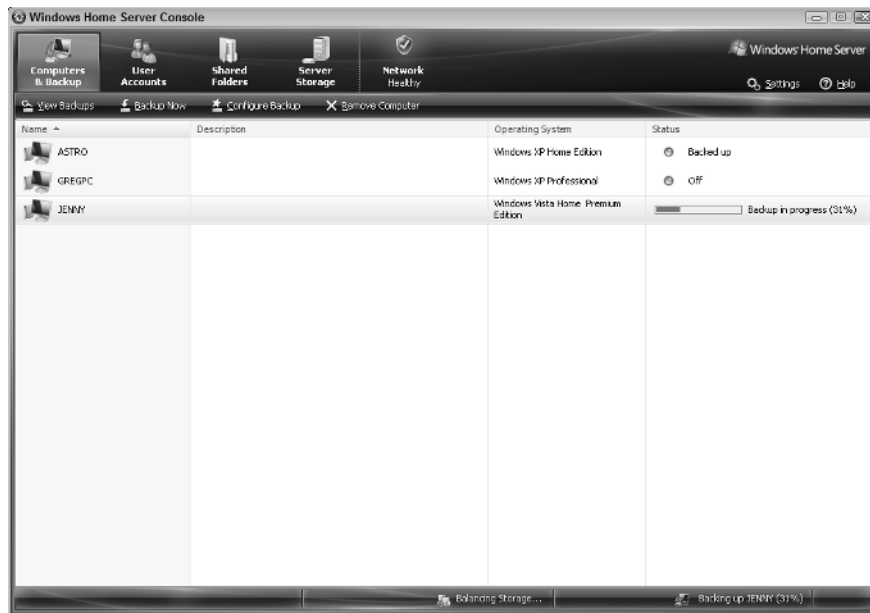 Windows Home Server Console
Computers
& Backup
User
Accounts
Shared
Folders
Server
Storage
Network
Healthy
Windows Home Server
Settings
Help
View Backups
Backup Now
Configure Backup
Remove Computer
Name
Description
Operating System
Status
ASTRO
Windows XP Home Edition
Backed up
GREGPC
Windows XP Professional
Off
JENNY
Windows Vista Home Premium
Edition
Backup in progress (31%)
Balancing Storage...
Backing up JENNY (31%)